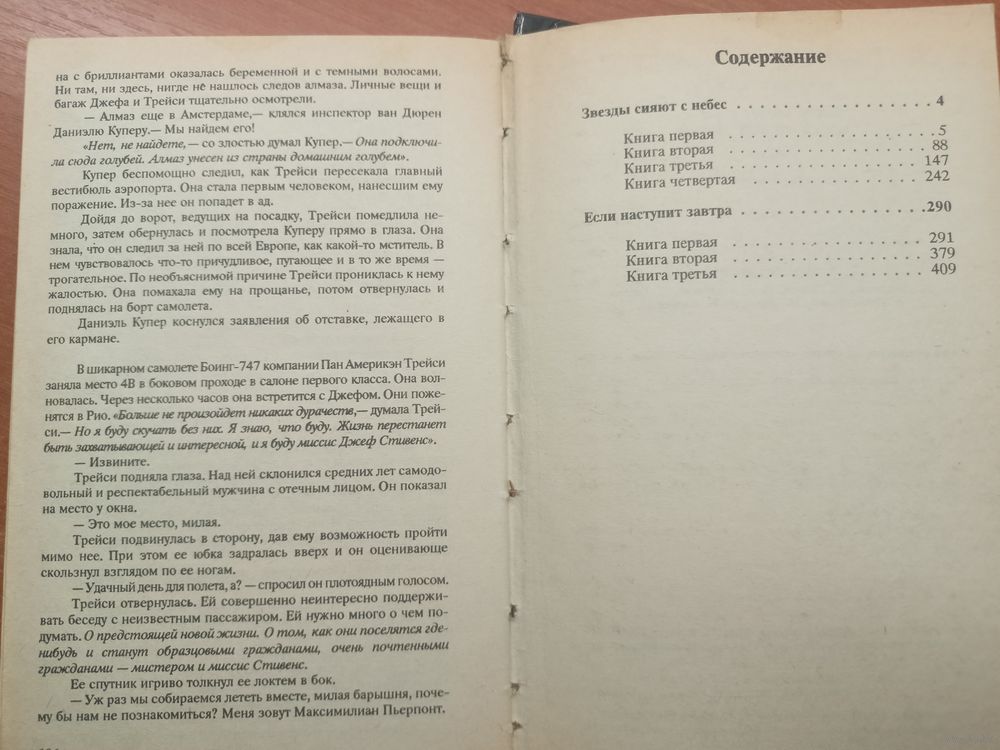 на с бриллиантами оказалась беременной и с темными волосами.
Ни там, ни здесь, нигде не нашлось следов алмаза. Личные вещи и
багаж Джефа и Трейси тщательно осмотрели.
— Алмаз еще в Амстердаме,— клялся инспектор ван Дюрен
Даниэлю Куперу.— Мы найдем его!
«Нет, не найдете,— со злостью думал Купер.— Она подключи-
ла сюда голубей. Алмаз унесен из страны домашним голубем».
Купер беспомощно следил, как Трейси пересекала главный
вестибюль аэропорта. Она стала первым человеком, нанесшим ему
поражение. Из-за нее он попадет в ад.
Дойдя до ворот, ведущих на посадку, Трейси помедлила не-
много, затем обернулась и посмотрела Куперу прямо в глаза. Она
знала, что он следил за ней по всей Европе, как какой-то мститель. В
нем чувствовалось что-то причудливое, пугающее и в то же время —
трогательное. По необъяснимой причине Трейси прониклась к нему
жалостью. Она помахала ему на прощанье, потом отвернулась и
поднялась на борт самолета.
Даниэль Купер коснулся заявления об отставке, лежащего в
его кармане.
В шикарном самолете Боинг-747 компании Пан Америкэн Трейси
заняла место 4В в боковом проходе в салоне первого класса. Она вол-
новалась. Через несколько часов она встретится с Джефом. Они поже-
нятся в Рио. «Больше не произойдет никаких дурачеств,— думала Трей-
си.— Но я буду скучать без них. Я знаю, что буду. Жизнь перестанет
быть захватывающей и интересной, и я буду миссис Джеф Стивенс».
— Извините.
Трейси подняла глаза. Над ней склонился средних лет самодо-
вольный и респектабельный мужчина с отечным лицом. Он показал
на место у окна.
— Это мое место, милая.
Трейси подвинулась в сторону, дав ему возможность пройти
мимо нее. При этом ее юбка задралась вверх и он оценивающе
скользнул взглядом по ее ногам.
— Удачный день для полета, а? — спросил он плотоядным голосом.
Трейси отвернулась. Ей совершенно неинтересно поддержи-
вать беседу с неизвестным пассажиром. Ей нужно много о чем по-
думать. О предстоящей новой жизни. О том, как они поселятся где-
нибудь и станут образцовыми гражданами, очень почтенными
гражданами — мистером и миссис Стивенс.
Ее спутник игриво толкнул ее локтем в бок.
— Уж раз мы собираемся лететь вместе, милая барышня, поче-
му бы нам не познакомиться? Меня зовут Максимилиан Пьерпонт.
Содержание
Звезды сияют с небес . . . . . . . . . . . . . . . . 4
Книга первая . . . . . . . . . . . . . . . . 5
Книга вторая . . . . . . . . . . . . . . . . 88
Книга третья . . . . . . . . . . . . . . . . 147
Книга четвертая . . . . . . . . . . . . . . 242
Если наступит завтра . . . . . . . . . . . . . . . .290
Книга первая . . . . . . . . . . . . . . . . 291
Книга вторая . . . . . . . . . . . . . . . . 379
Книга третья . . . . . . . . . . . . . . . . 409